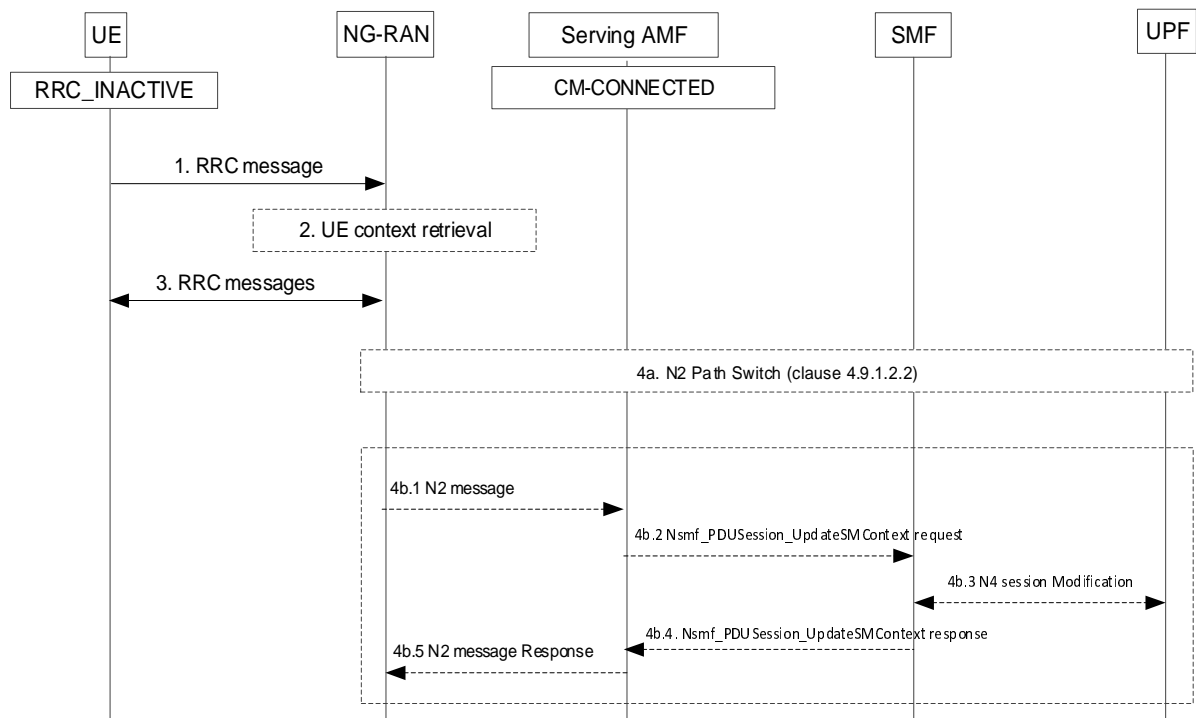 UE
NG-RAN
Serving AMF
SMF
UPF
RRC_INACTIVE
CM-CONNECTED
1. RRC message
2. UE context retrieval
3. RRC messages
4a. N2 Path Switch (clause 4.9.1.2.2)
4b.1 N2 message
4b.2 Nsmf_PDUSession_UpdateSMContext request
4b.3 N4 session Modification
4b.4. Nsmf_PDUSession_UpdateSMContext response
4b.5 N2 message Response